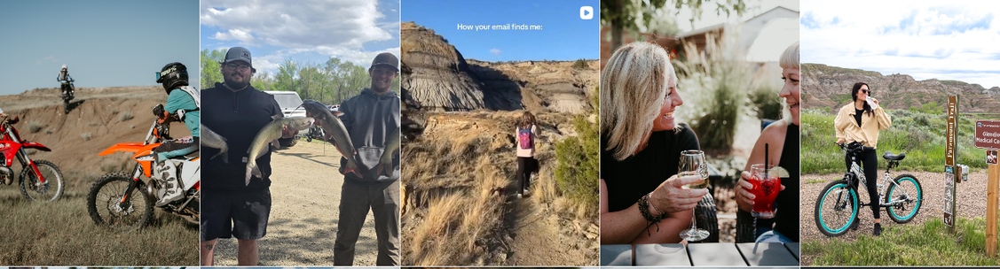 How your email finds me:
Paramount Trail
Glendive
Medical Ce